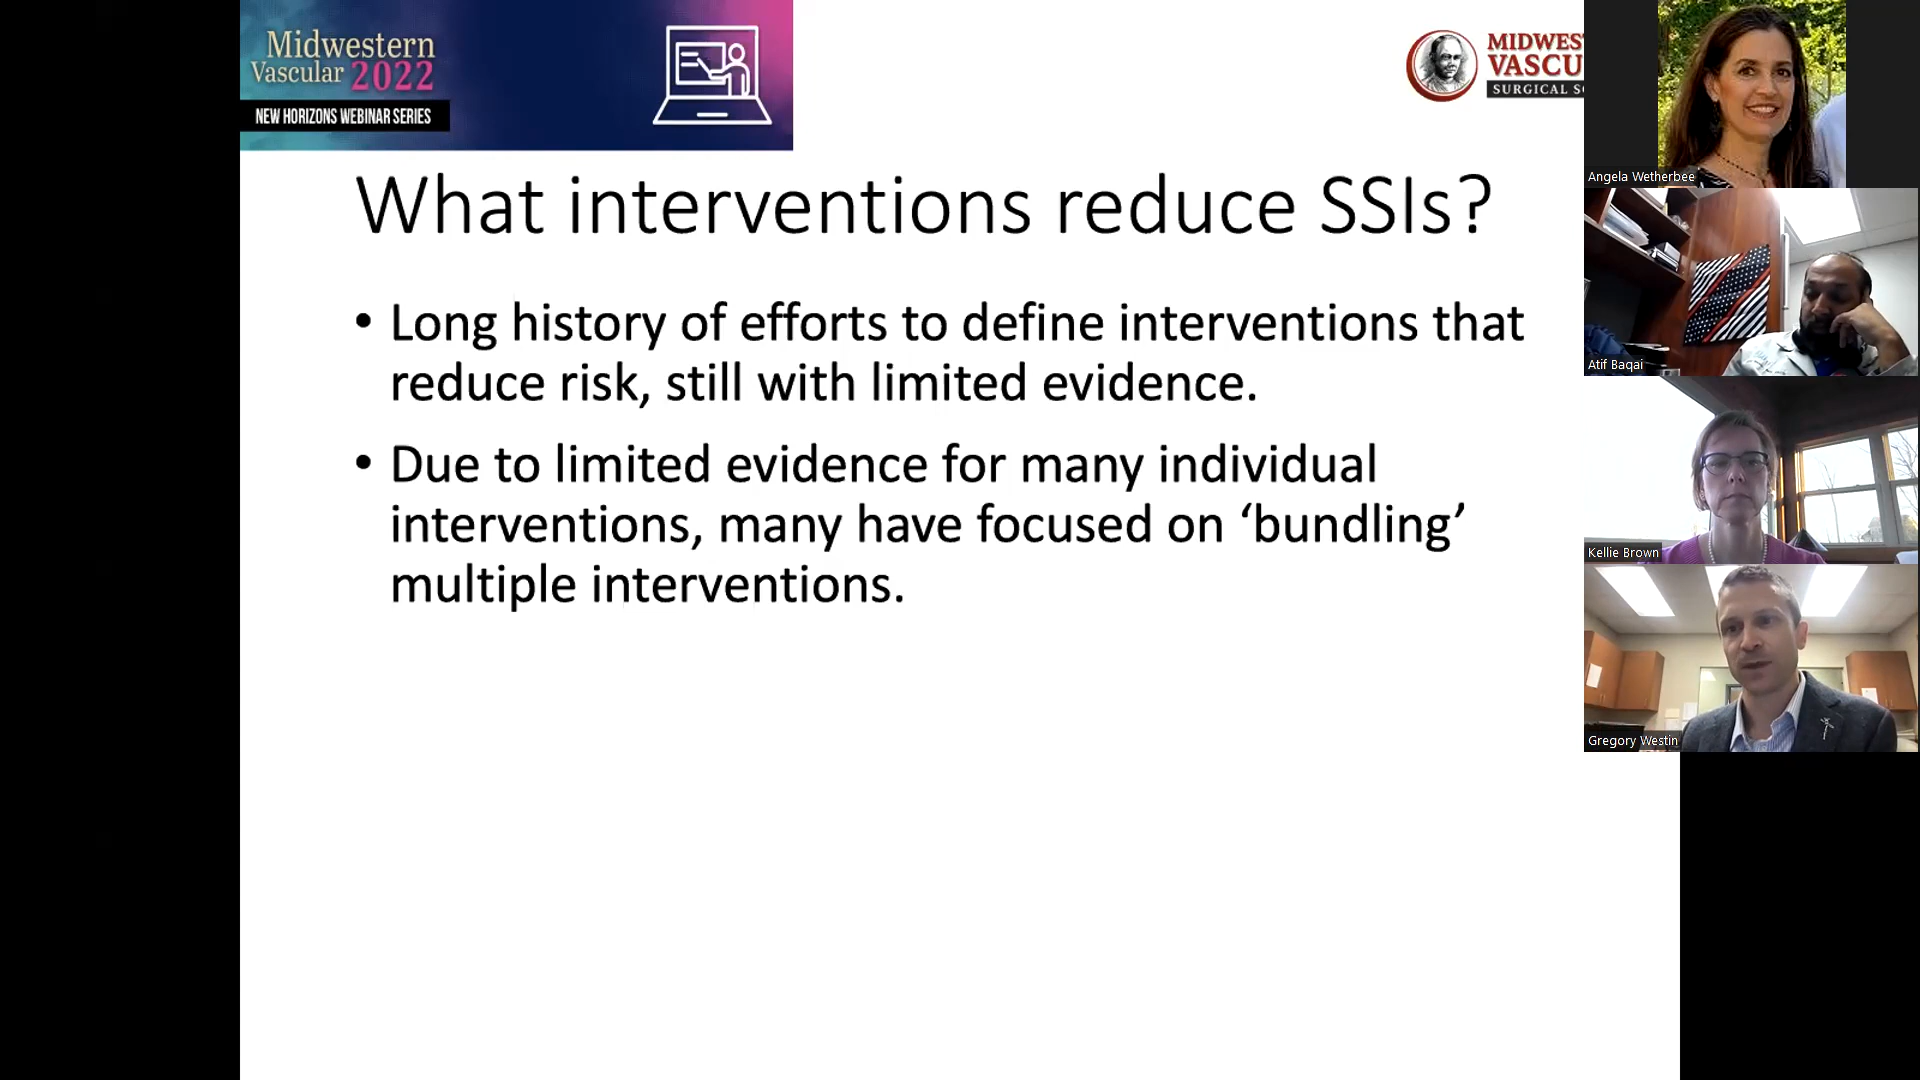 Midwestern
Vascular 2022
NEW HORIZONS WEBINAR SERIES
MIDWES
VASCU
SURGICAL S
What interventions reduce SSIs?
• Long history of efforts to define interventions that
reduce risk, still with limited evidence.
• Due to limited evidence for many individual
interventions, many have focused on ‘bundling’
multiple interventions.
Angela Wetherbee
Atif Baqai
Kellie Brown
Gregory Westin